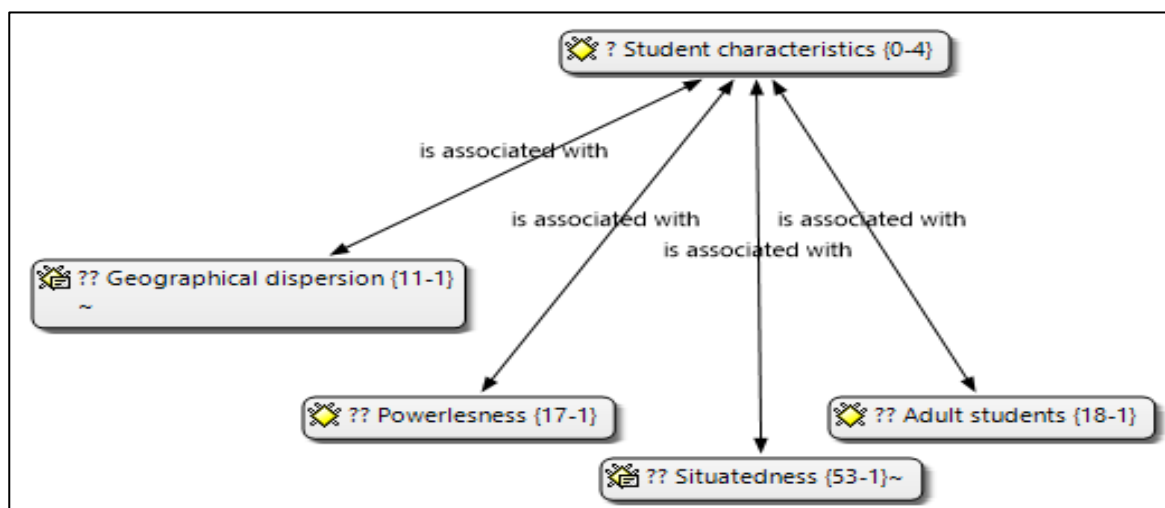 ? Student characteristics {0-4}
is associated with
is associated with
is associated with
is associated with
?? Geographical dispersion {11-1}
~
?? Powerlesness {17-1}
?? Adult students {18-1}
?? Situatedness {53-1}~